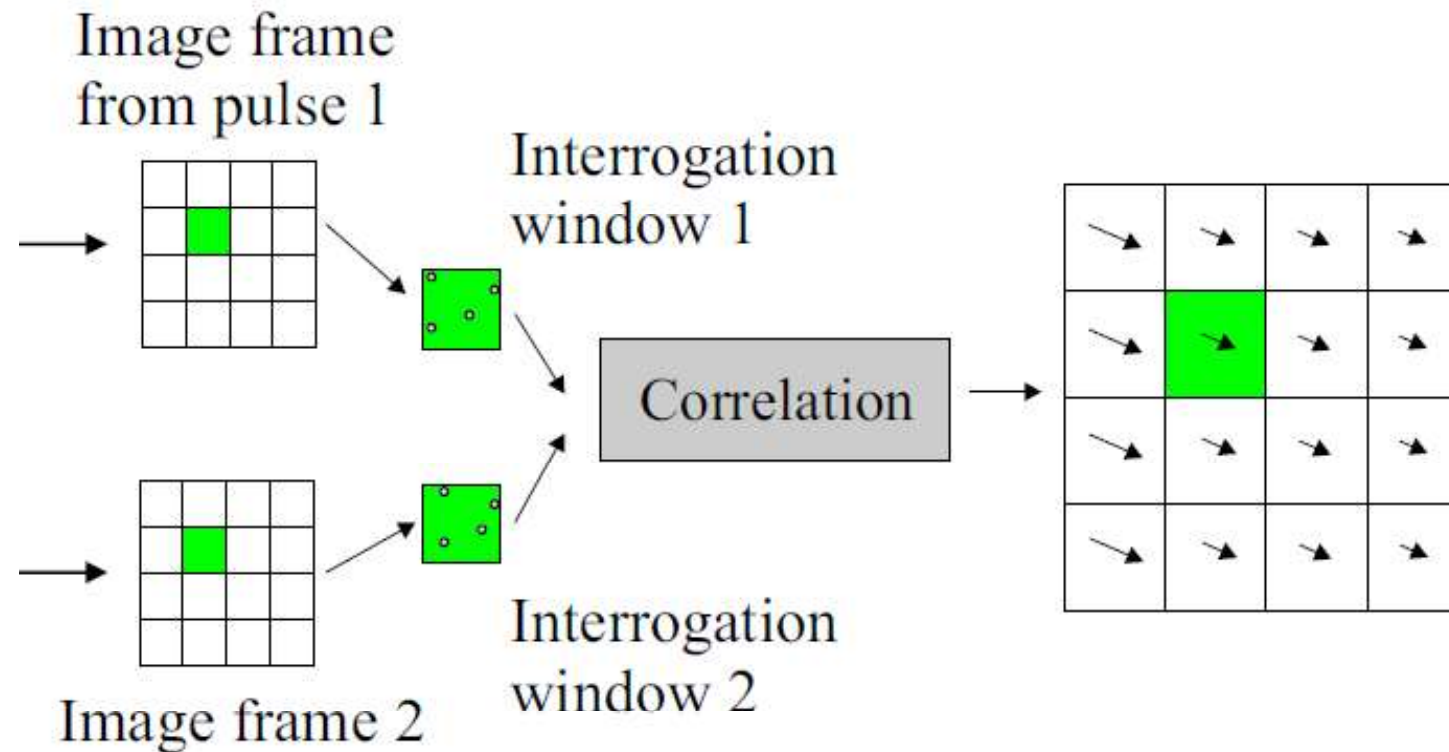 Image frame
from pulse 1
Interrogation
window 1
Correlation
Interrogation
window 2
Image frame 2